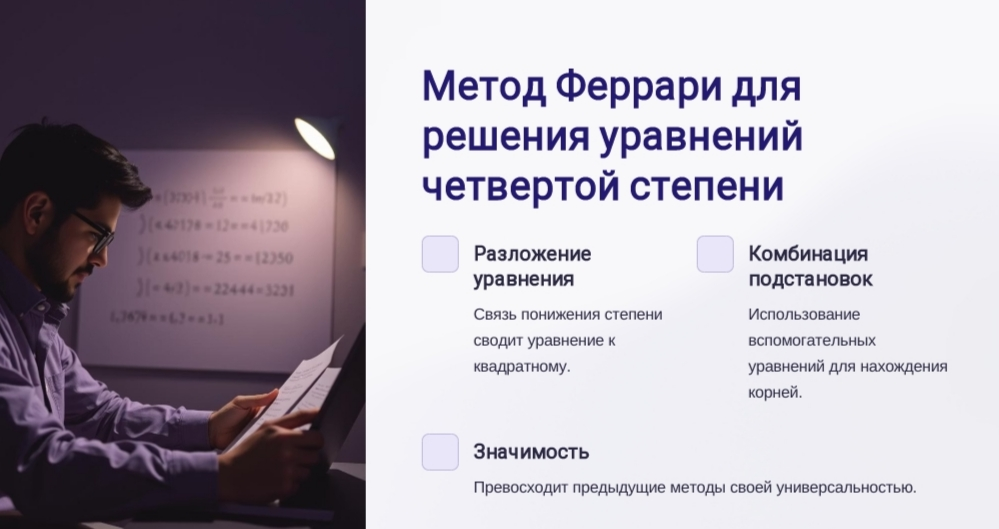 Метод Феррари для
решения уравнений
четвертой степени
Разложение
уравнения
Связь понижения степени
сводит уравнение к
квадратному.
Комбинация
подстановок
Использование
вспомогательных
уравнений для нахождения
корней.
Значимость
Превосходит предыдущие методы своей универсальностью.